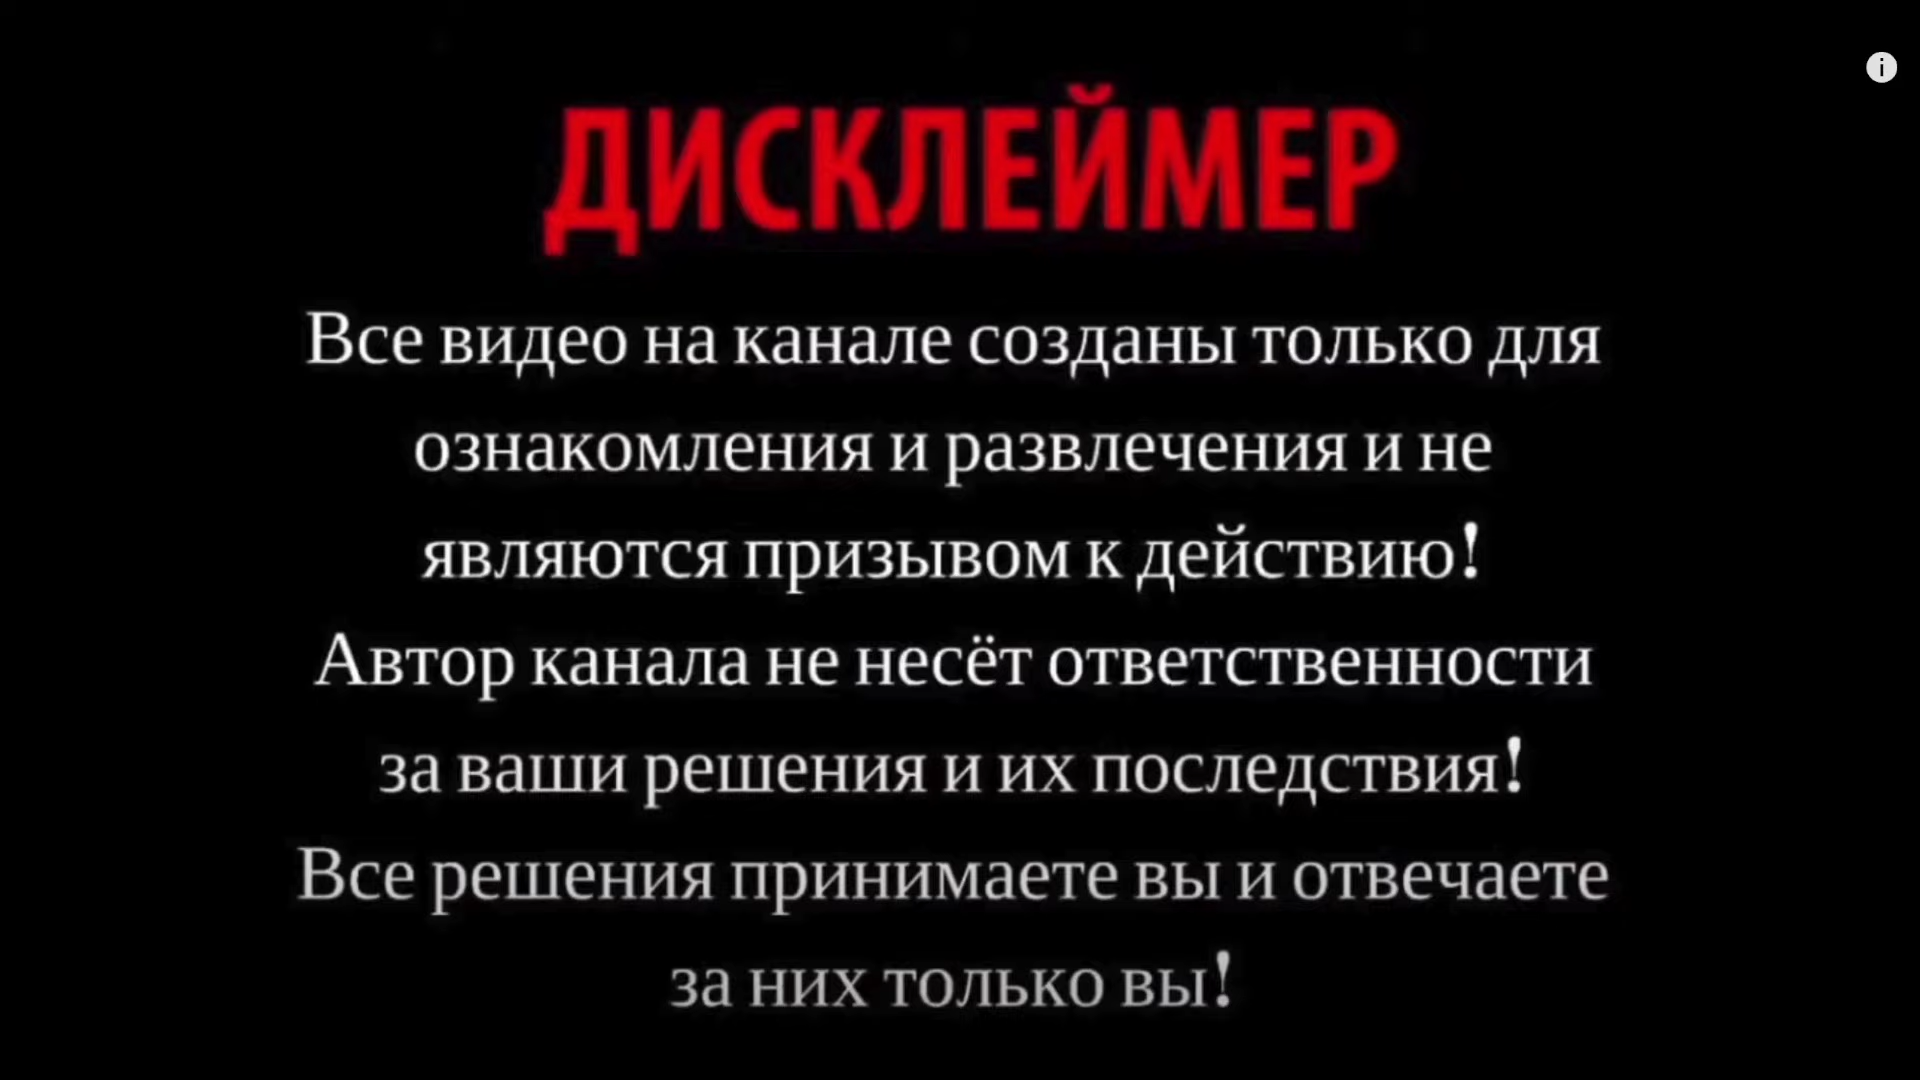 ДИСКЛЕЙМЕР
Все видео на канале созданы только для
ознакомления и развлечения и не
являются призывом к действию!
Автор канала не несёт ответственности
за ваши решения и их последствия!
Все решения принимаете вы и отвечаете
за них только вы!